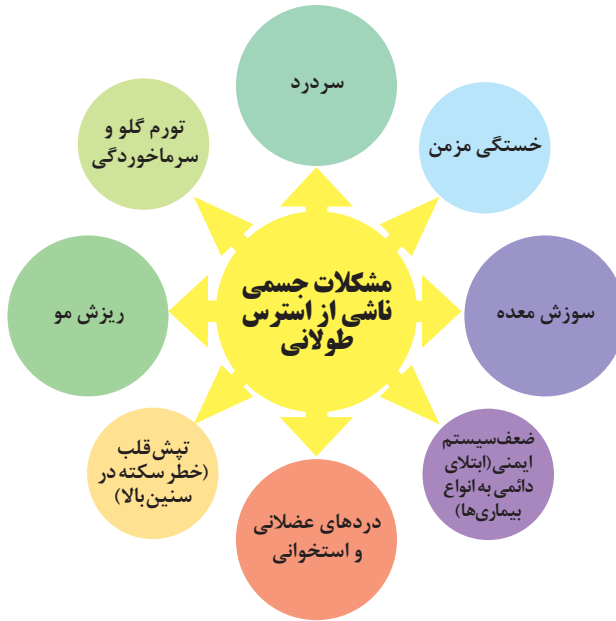 مشکلات جسمی
ناشی از استرس
طولانی
سردرد
خستگی مزمن
سوزش معده
ضعف‌سیستم
ایمنی(ابتلای
دائمی به انواع
بیماری‌ها)
دردهای عضلانی
و استخوانی
تپش قلب
(خطر سکته در
سنین بالا)
ریزش مو
تورم گلو و
سرماخوردگی